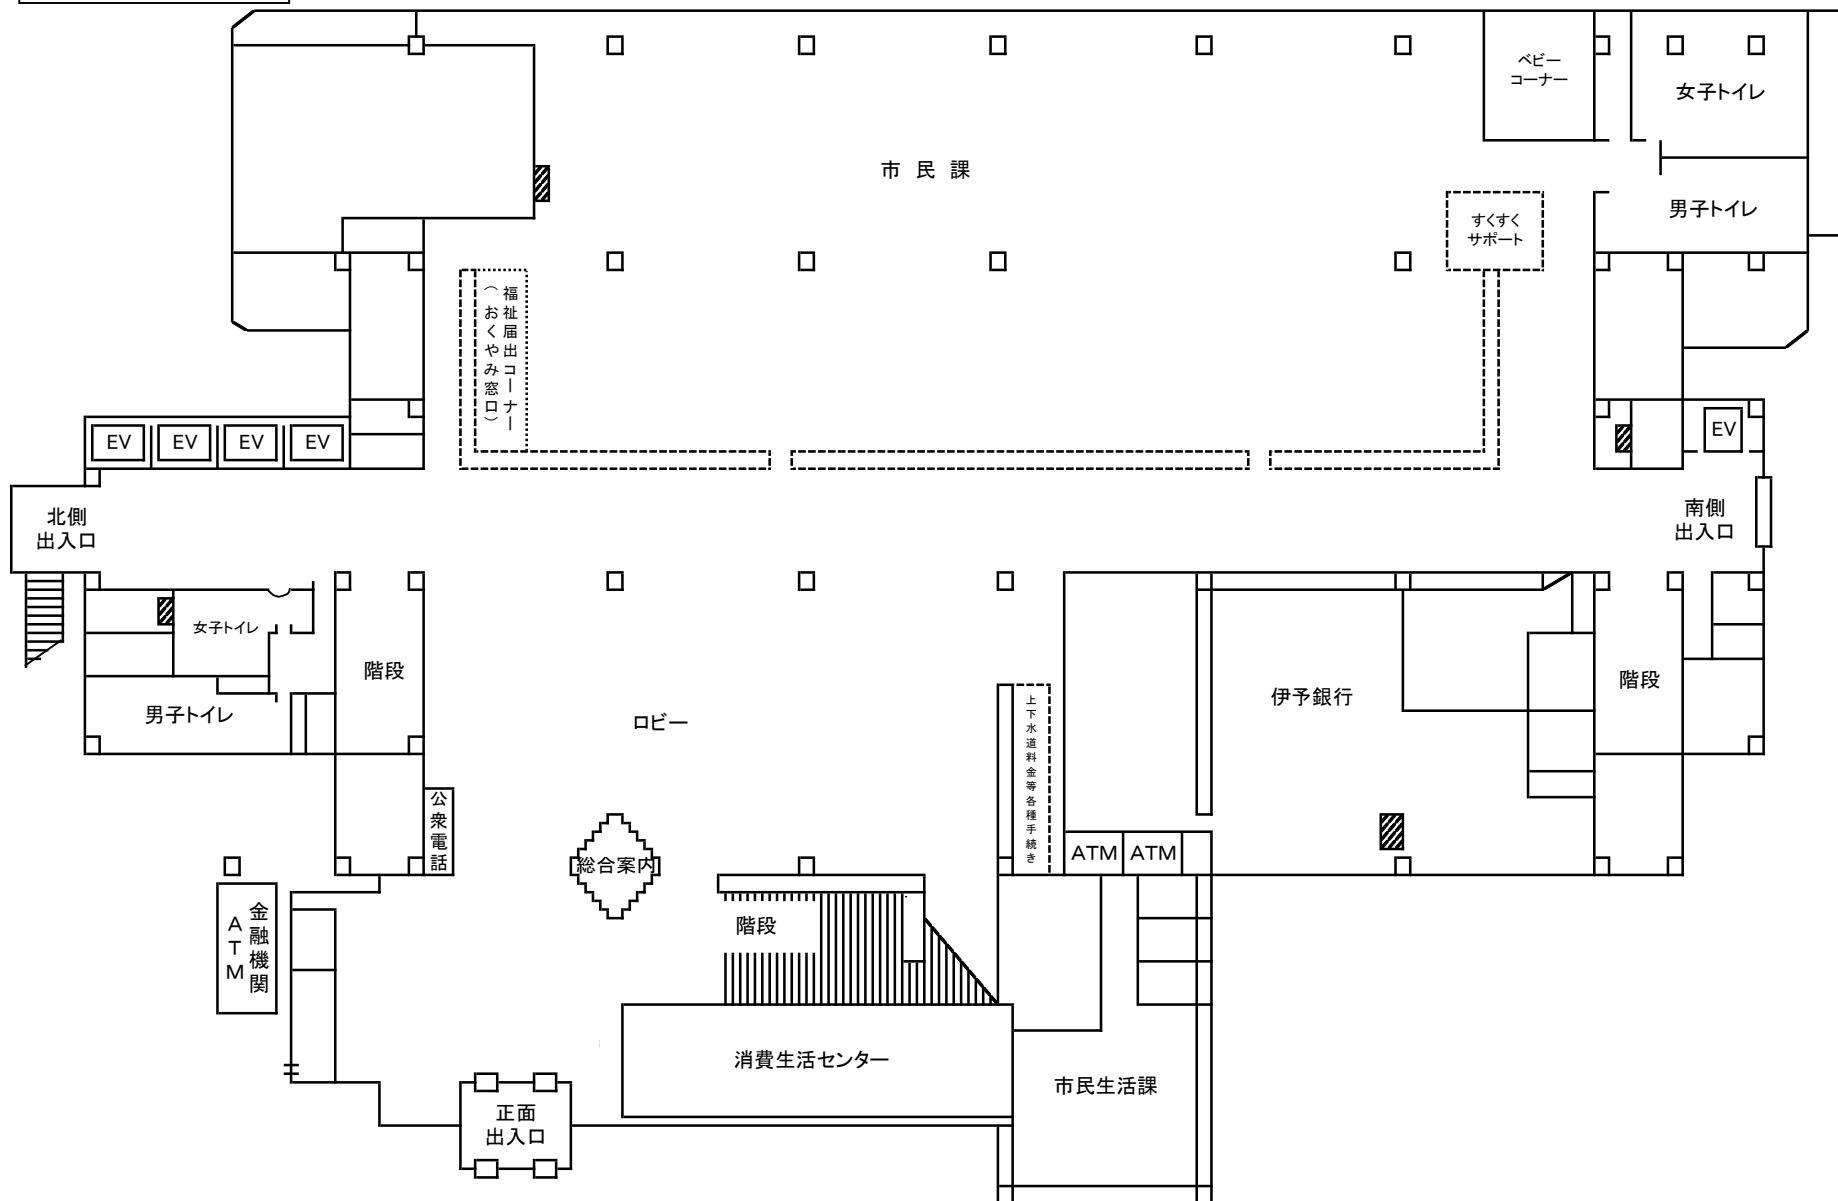 ベビー
コーナー
女子トイレ
市民課
男子トイレ
すくすく
サポート
福祉届出コーナー
（おくやみ窓口）
EV
EV
EV
EV
EV
北側
出入口
南側
出入口
女子トイレ
階段
男子トイレ
ロビー
伊予銀行
階段
上下水道料金等各種手続き
公衆電話
総合案内
ATM
ATM
金融機関
ATM
階段
消費生活センター
市民生活課
正面
出入口